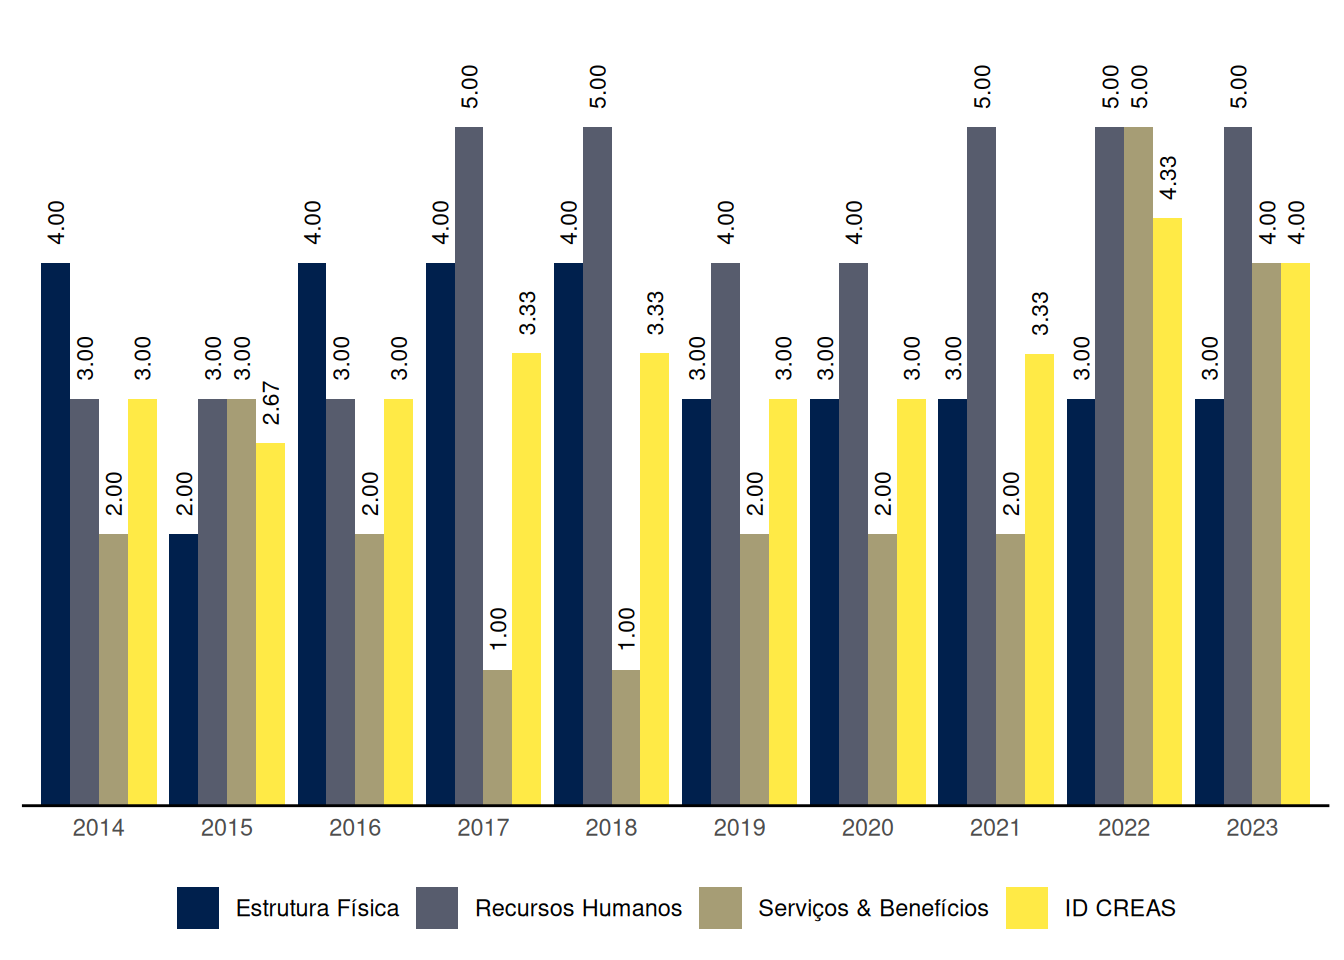 4.00 3.00 2.00 3.00
2.00 3.00 3.00 2.67
4.00 3.00 2.00 3.00
4.00 5.00 1.00 3.33
4.00 5.00 1.00 3.33
3.00 4.00 2.00 3.00
3.00 4.00 2.00 3.00
3.00 5.00 2.00 3.33
3.00 5.00 5.00 4.33
3.00 5.00 4.00 4.00
2014 2015 2016 2017 2018 2019 2020 2021 2022 2023
Estrutura Física Recursos Humanos Serviços & Benefícios ID CREAS